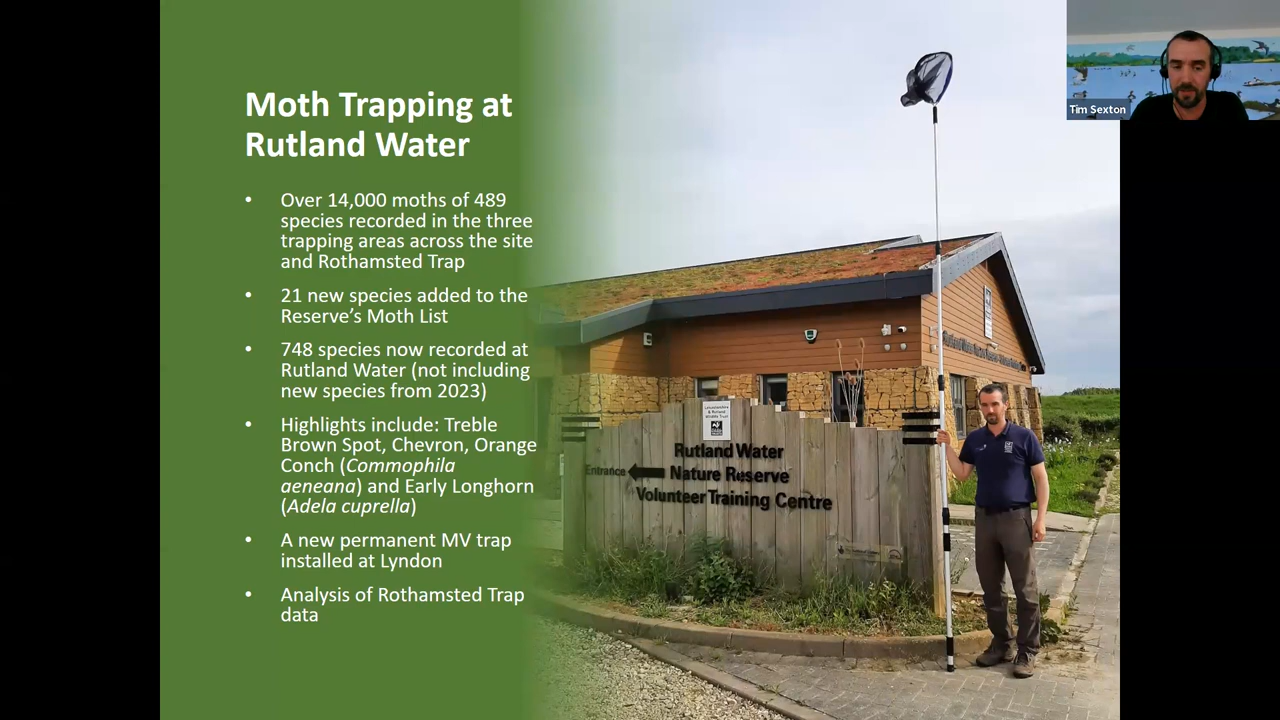 Moth Trapping at
Rutland Water
• Over 14,000 moths of 489
species recorded in the three
trapping areas across the site
and Rothamsted Trap
• 21 new species added to the
Reserve's Moth List
• 748 species now recorded at
Rutland Water (not including
new species from 2023)
• Highlights include: Treble
Brown Spot, Chevron, Orange
Conch (Commophila
aeneana) and Early Longhorn
(Adela cuprella)
• A new permanent MV trap
installed at Lyndon
• Analysis of Rothamsted Trap
data
Tim Sexton
Leicestershire
& Rutland
Wildlife Trust
Rutland Water
Entrance Nature Reserve
Volunteer Training Centre